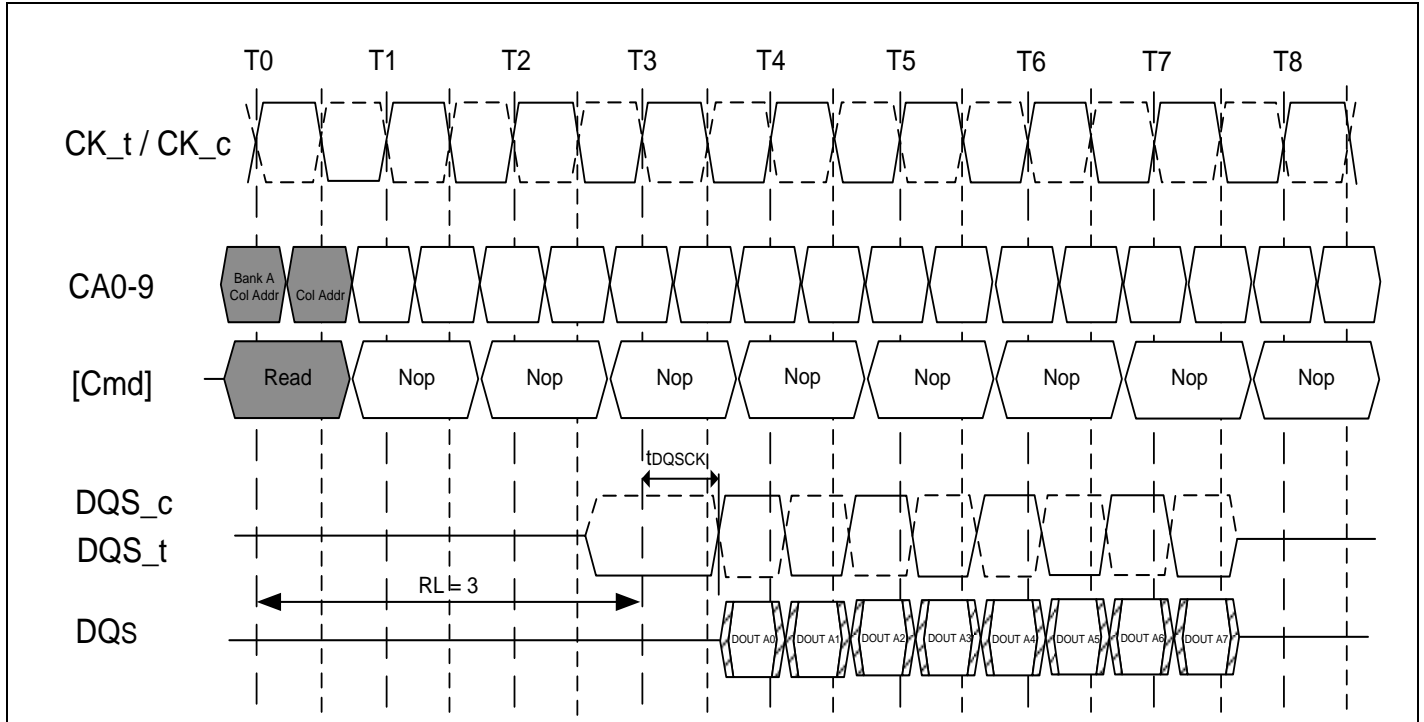 T0 T1 T2 T3 T4 T5 T6 T7 T8
CK_t / CK_c
CA0-9
Bank A
Col Addr
Col Addr
[Cmd]
Read Nop Nop Nop Nop Nop Nop Nop Nop
tDQSCK
DQS_c
DQS_t
RL = 3
DQs
DOUT A0 DOUT A1 DOUT A2 DOUT A3 DOUT A4 DOUT A5 DOUT A6 DOUT A7